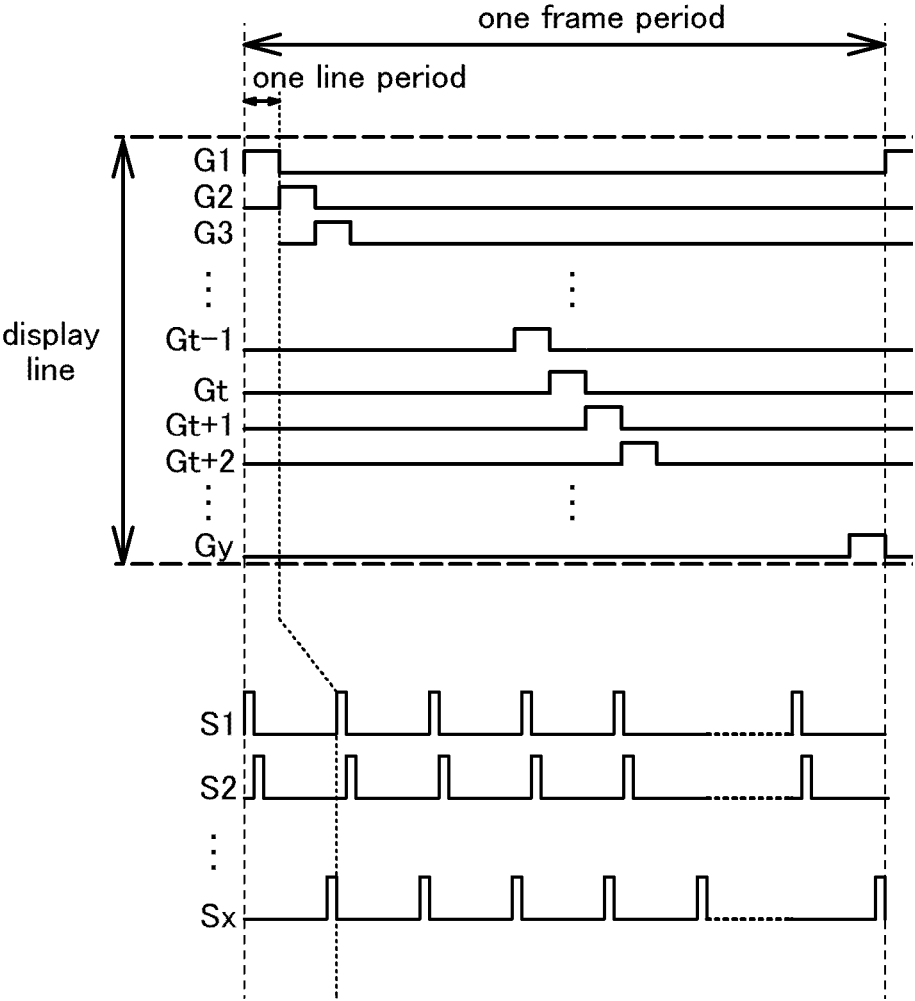 one frame period
one line period
G1
G2
G3
display
line
Gt-1
Gt
Gt+1
Gt+2
Gy
S1
S2
Sx